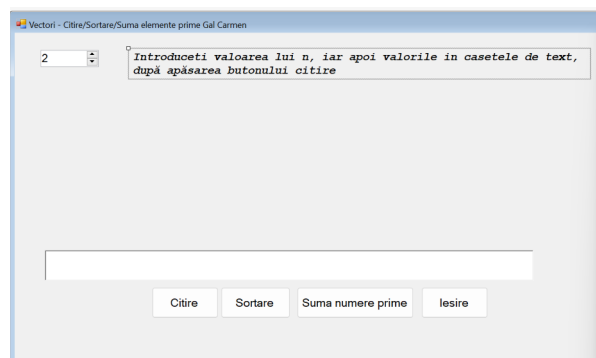 Vectori - Citire/Sortare/Suma elemente prime Gal Carmen
2
Introduceti valoarea lui n, iar apoi valorile in casetele de text,
după apăsarea butonului citire
Citire
Sortare
Suma numere prime
Iesire